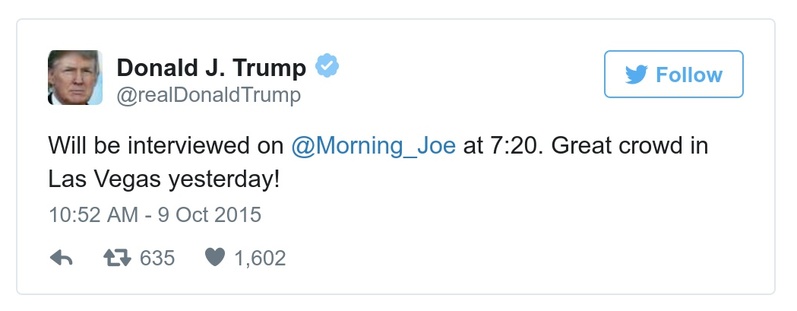 Donald J. Trump
@realDonaldTrump
Follow
Will be interviewed on @Morning_Joe at 7:20. Great crowd in
Las Vegas yesterday!
10:52 AM - 9 Oct 2015
635 1,602